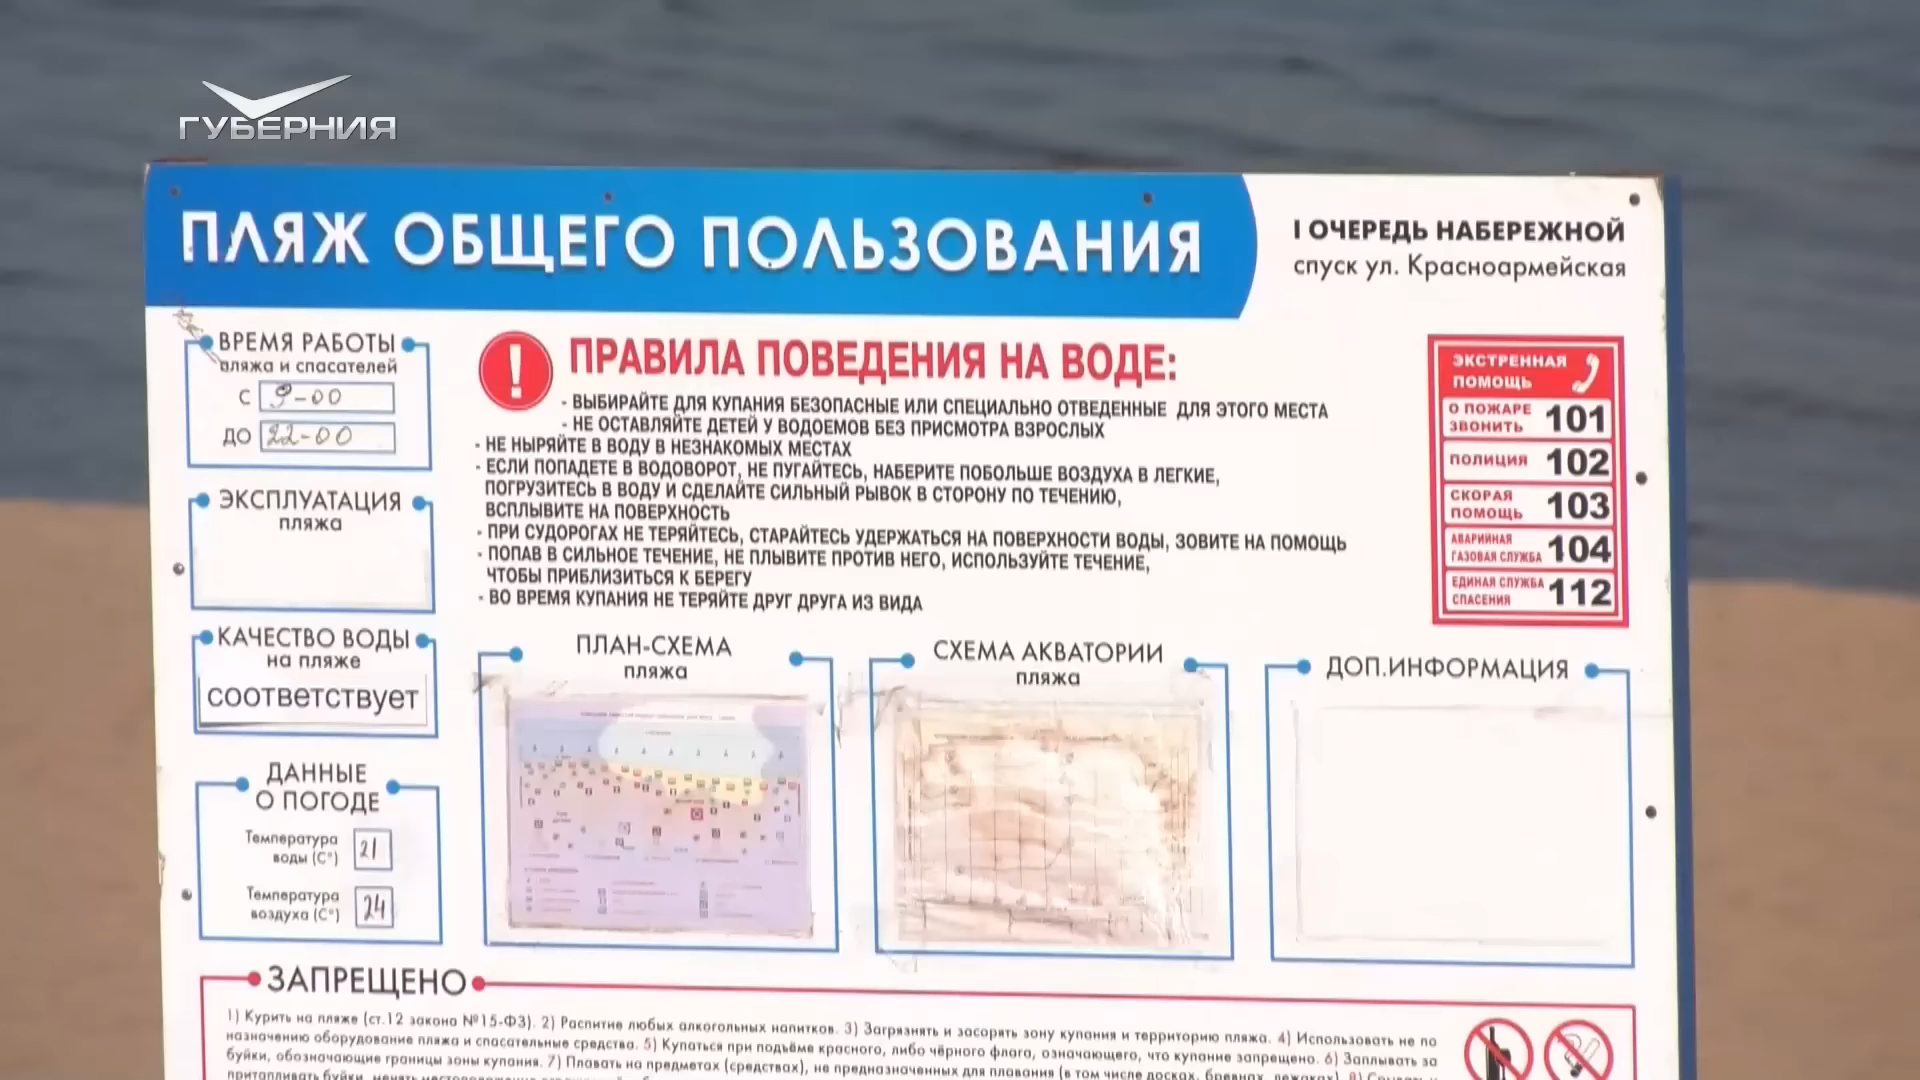 ГУБЕРНИЯ
ПЛЯЖ ОБЩЕГО ПОЛЬЗОВАНИЯ
I ОЧЕРЕДЬ НАБЕРЕЖНОЙ
спуск ул. Красноармейская
ВРЕМЯ РАБОТЫ
пляжа и спасателей
С 9-00
ДО 22-00
ЭКСПЛУАТАЦИЯ
пляжа
КАЧЕСТВО ВОДЫ
на пляже
соответствует
ДАННЫЕ
О ПОГОДЕ
Температура
воды (С°) 21
Температура
воздуха (С°) 24
ПРАВИЛА ПОВЕДЕНИЯ НА ВОДЕ:
- ВЫБИРАЙТЕ ДЛЯ КУПАНИЯ БЕЗОПАСНЫЕ ИЛИ СПЕЦИАЛЬНО ОТВЕДЕННЫЕ ДЛЯ ЭТОГО МЕСТА
- НЕ ОСТАВЛЯЙТЕ ДЕТЕЙ У ВОДОЕМОВ БЕЗ ПРИСМОТРА ВЗРОСЛЫХ
- НЕ НЫРЯЙТЕ В ВОДУ В НЕЗНАКОМЫХ МЕСТАХ
- ЕСЛИ ПОПАДЕТЕ В ВОДОВОРОТ, НЕ ПУГАЙТЕСЬ, НАБЕРИТЕ ПОБОЛЬШЕ ВОЗДУХА В ЛЕГКИЕ,
ПОГРУЗИТЕСЬ В ВОДУ И СДЕЛАЙТЕ СИЛЬНЫЙ РЫВОК В СТОРОНУ ПО ТЕЧЕНИЮ,
ВСПЛЫВИТЕ НА ПОВЕРХНОСТЬ
- ПРИ СУДОРОГАХ НЕ ТЕРЯЙТЕСЬ, СТАРАЙТЕСЬ УДЕРЖАТЬСЯ НА ПОВЕРХНОСТИ ВОДЫ, ЗОВИТЕ НА ПОМОЩЬ
- ПОПАВ В СИЛЬНОЕ ТЕЧЕНИЕ, НЕ ПЛЫВИТЕ ПРОТИВ НЕГО, ИСПОЛЬЗУЙТЕ ТЕЧЕНИЕ,
ЧТОБЫ ПРИБЛИЗИТЬСЯ К БЕРЕГУ
- ВО ВРЕМЯ КУПАНИЯ НЕ ТЕРЯЙТЕ ДРУГ ДРУГА ИЗ ВИДА
ЭКСТРЕННАЯ
ПОМОЩЬ
О ПОЖАРЕ
ЗВОНИТЬ 101
ПОЛИЦИЯ 102
СКОРАЯ
ПОМОЩЬ 103
АВАРИЙНАЯ
ГАЗОВАЯ СЛУЖБА 104
ЕДИНАЯ СЛУЖБА
СПАСЕНИЯ 112
ПЛАН-СХЕМА
пляжа
СХЕМА АКВАТОРИИ
пляжа
ДОП.ИНФОРМАЦИЯ
ЗАПРЕЩЕНО
1) Курить на пляже (ст.12 закона №15-ФЗ). 2) Распитие любых алкогольных напитков. 3) Загрязнять и засорять зону купания и территорию пляжа. 4) Использовать не по
назначению оборудование пляжа и спасательные средства. 5) Купаться при подъёме красного, либо чёрного флага, означающего, что купание запрещено. 6) Заплывать за
буйки, обозначающие границы зоны купания. 7) Плавать на предметах (средствах), не предназначенных для плавания (в том числе досках, бревнах, лежаках). 8)